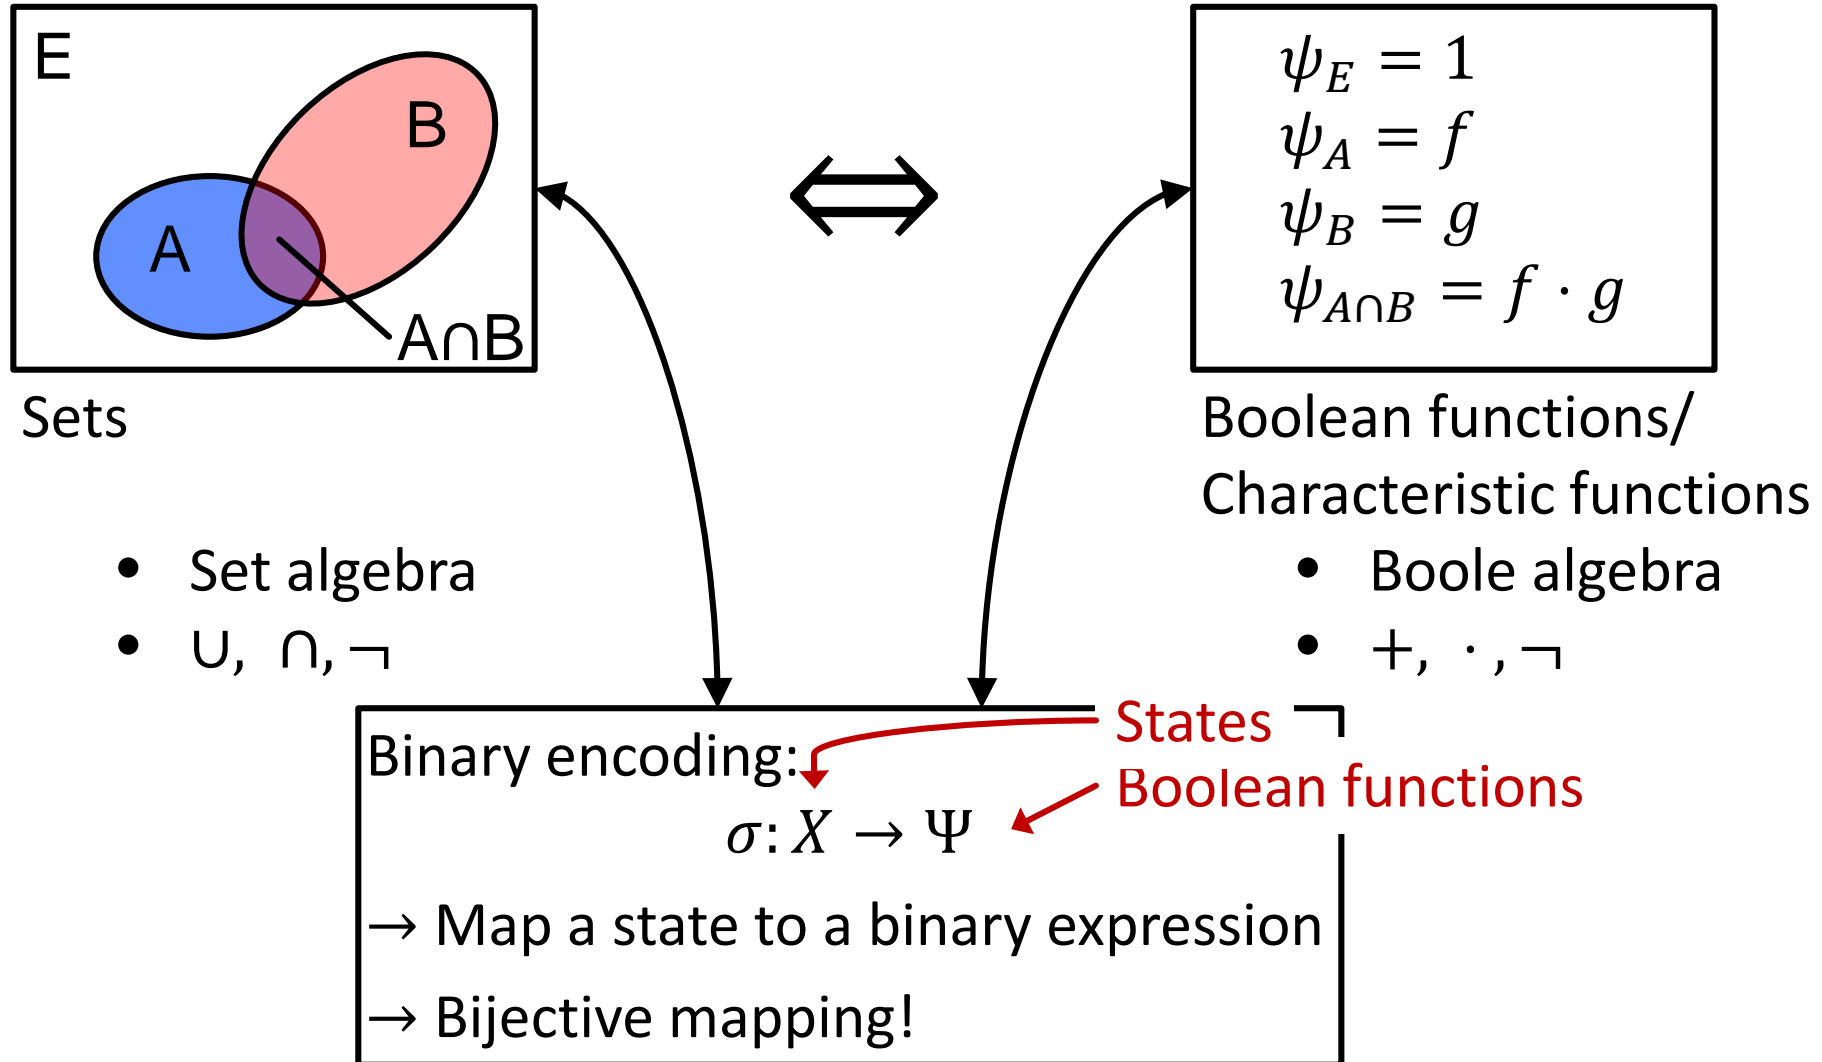 E
B
A
A∩B
Sets
• Set algebra
• ∪, ∩, ¬
ψ_E = 1
ψ_A = f
ψ_B = g
ψ_{A∩B} = f · g
Boolean functions/
Characteristic functions
• Boole algebra
• +, · , ¬
States
Binary encoding:
Boolean functions
σ: X → Ψ
→ Map a state to a binary expression
→ Bijective mapping!